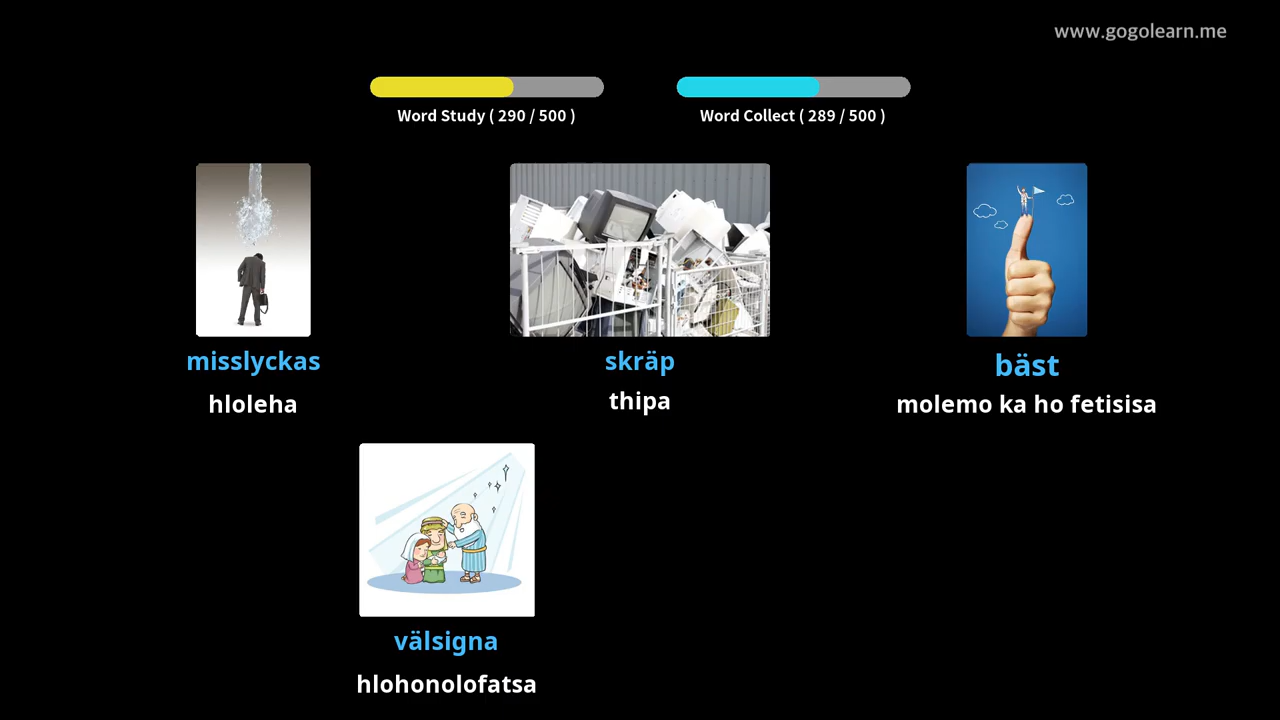 www.gogolearn.me
Word Study ( 290 / 500 )
Word Collect ( 289 / 500 )
misslyckas
skräp
bäst
hloleha
thipa
molemo ka ho fetisisa
välsigna
hlohonolofatsa